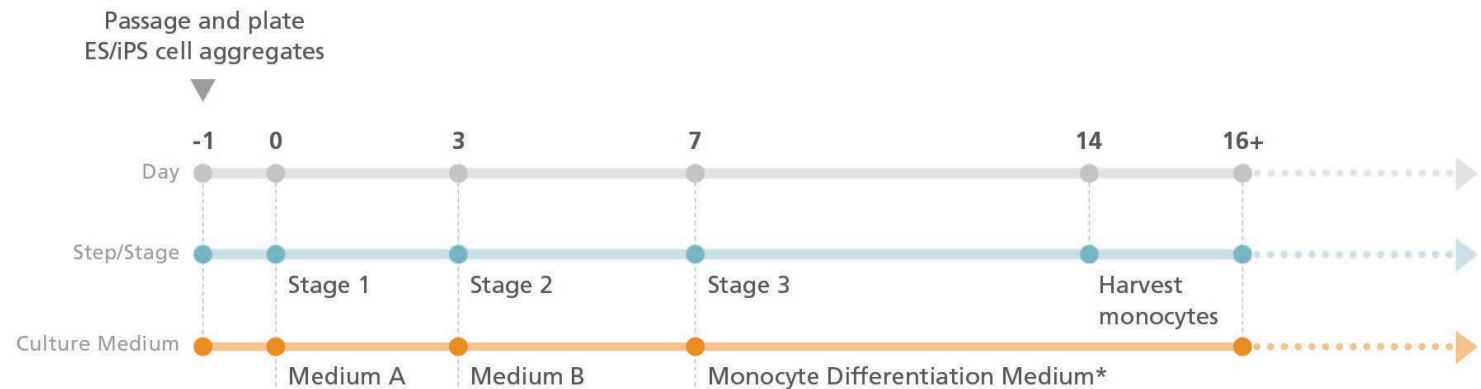 Passage and plate
ES/iPS cell aggregates
-1 0 3 7 14 16+
Day
Step/Stage
Stage 1 Stage 2 Stage 3 Harvest
monocytes
Culture Medium
Medium A Medium B Monocyte Differentiation Medium*